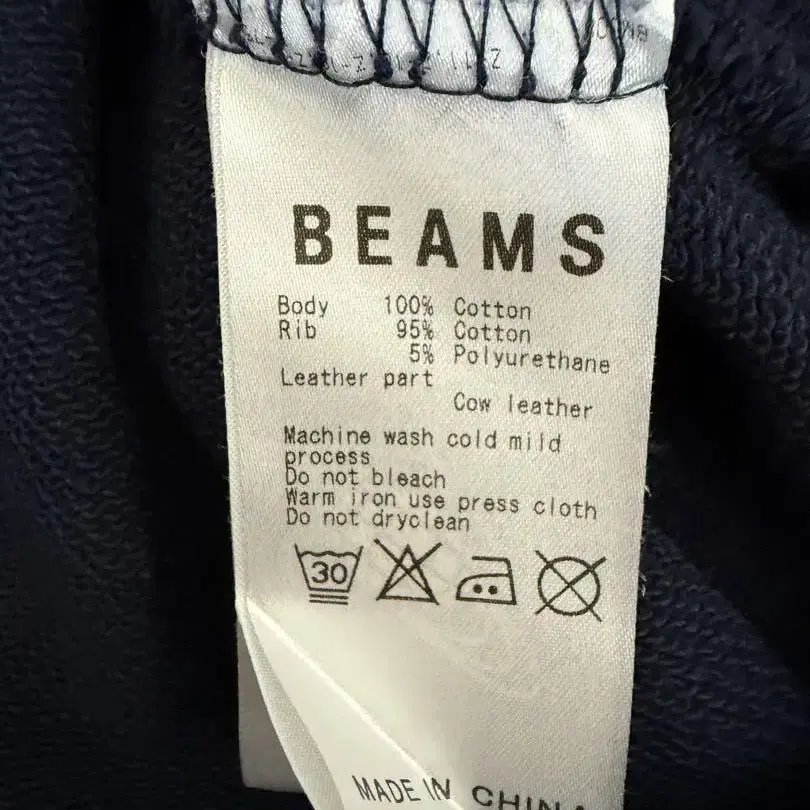 BEAMS
Body 100% Cotton
Rib 95% Cotton
5% Polyurethane
Leather part
Cow leather
Machine wash cold mild
process
Do not bleach
Warm iron use press cloth
Do not dryclean
30
MADE IN CHINA